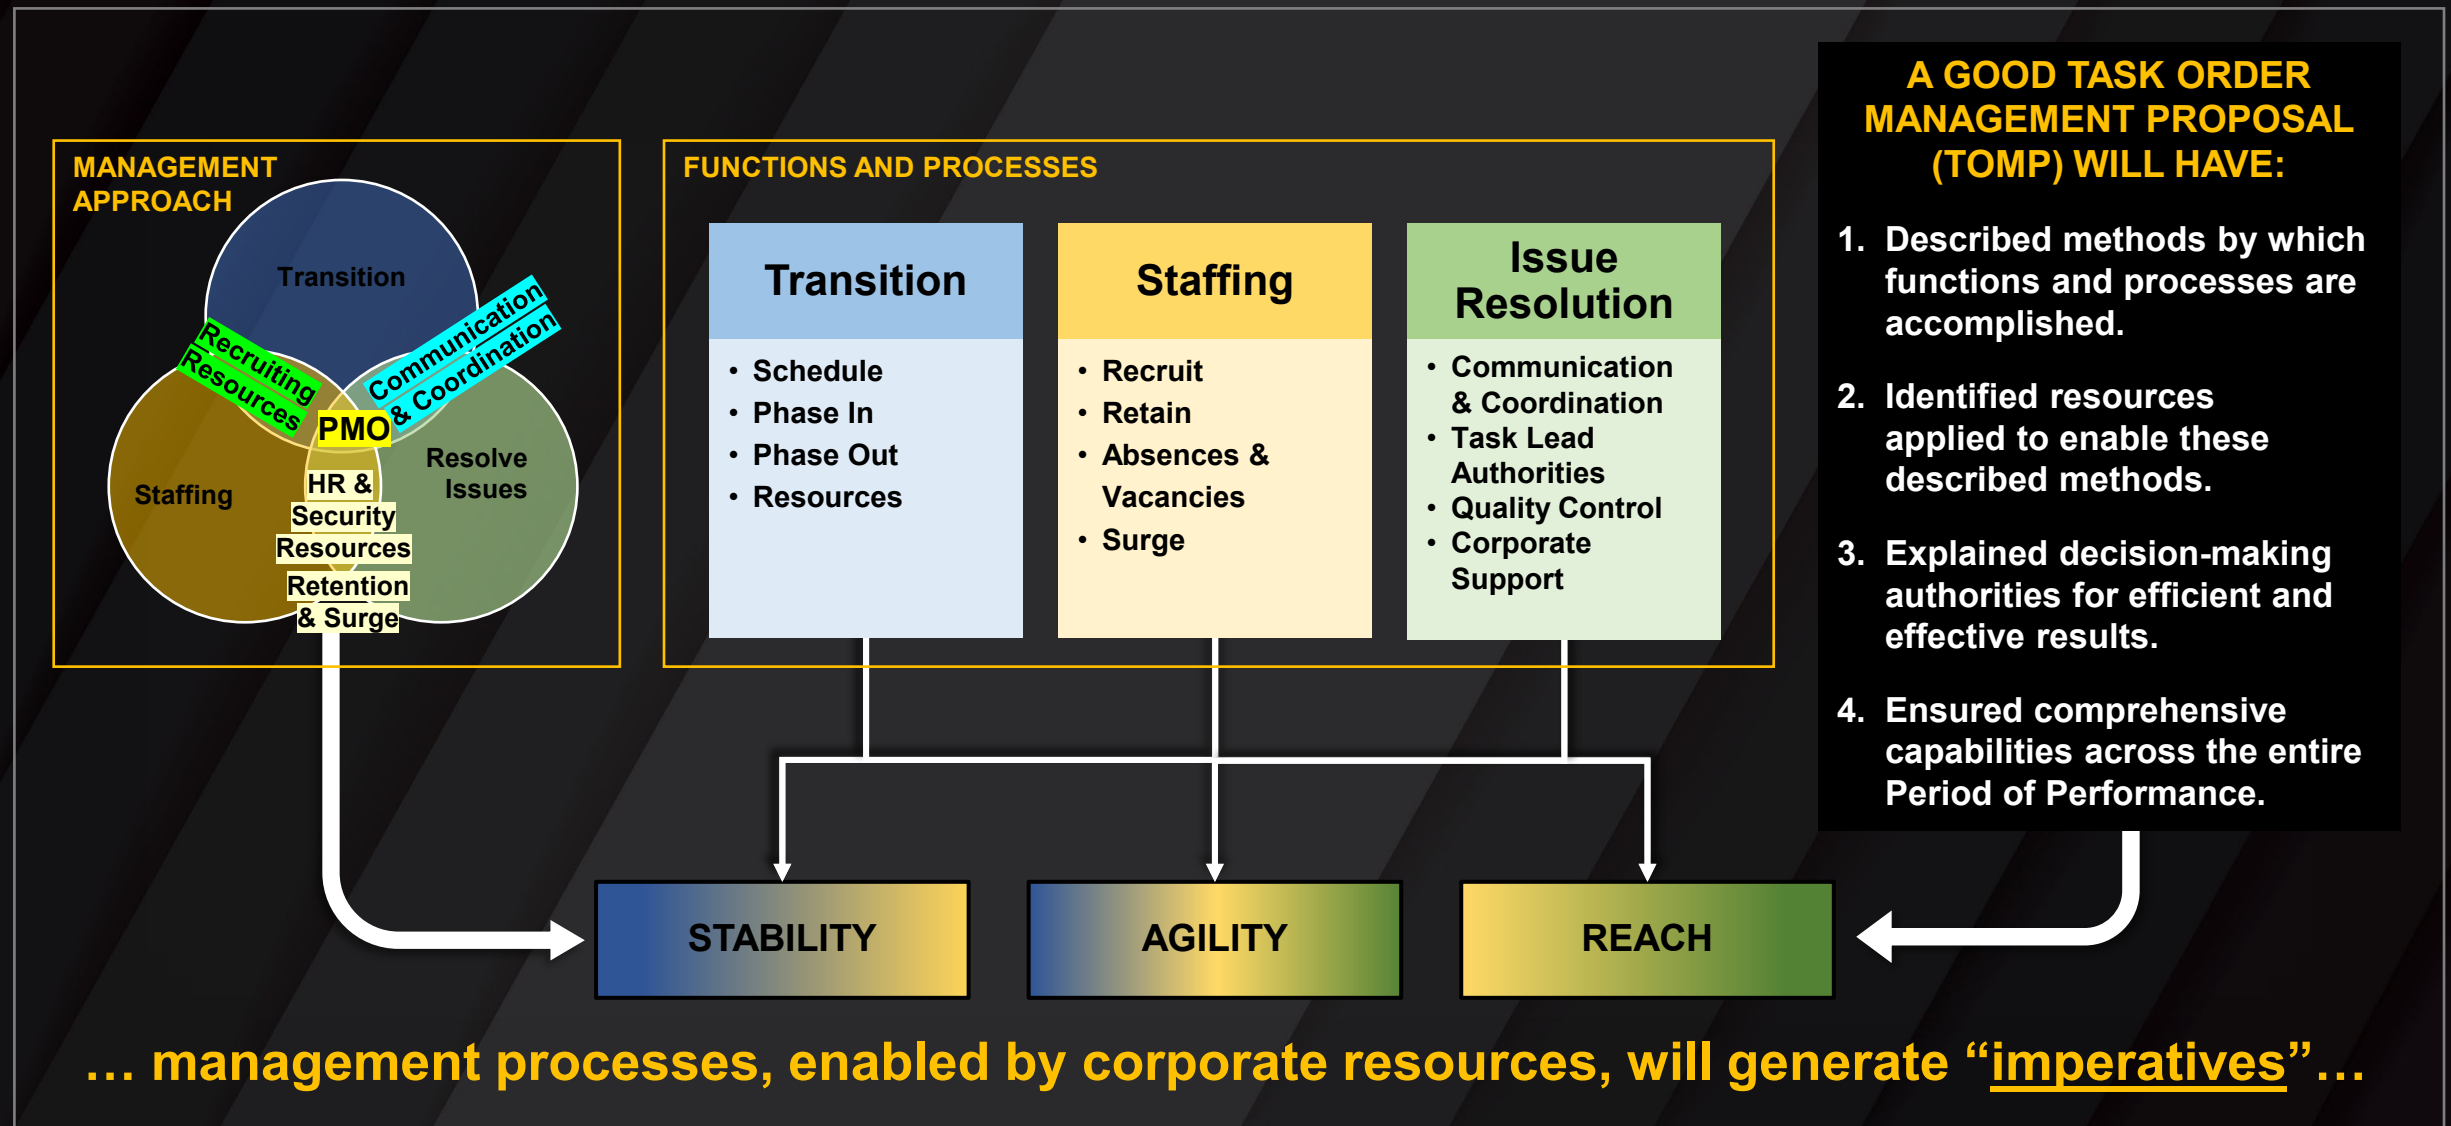 MANAGEMENT
APPROACH
Transition
Recruiting
Resources
Communication
& Coordination
PMO
Staffing
Resolve
Issues
HR &
Security
Resources
Retention
& Surge
FUNCTIONS AND PROCESSES
Transition
• Schedule
• Phase In
• Phase Out
• Resources
Staffing
• Recruit
• Retain
• Absences &
Vacancies
• Surge
Issue
Resolution
• Communication
& Coordination
• Task Lead
Authorities
• Quality Control
• Corporate
Support
A GOOD TASK ORDER
MANAGEMENT PROPOSAL
(TOMP) WILL HAVE:
1. Described methods by which
functions and processes are
accomplished.
2. Identified resources
applied to enable these
described methods.
3. Explained decision-making
authorities for efficient and
effective results.
4. Ensured comprehensive
capabilities across the entire
Period of Performance.
STABILITY
AGILITY
REACH
… management processes, enabled by corporate resources, will generate “imperatives”…